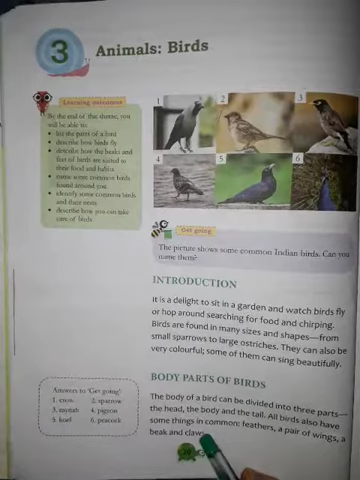 3
Animals: Birds
Learning outcomes
By the end of this theme, you
will be able to:
• list the parts of a bird
• describe how birds fly
• describe how the beaks and
feet of birds are suited to
their food and habitat
• name some common birds
found around you
• identify some common birds
and their nests
• describe how you can take
care of birds
1
2
3
4
5
6
Get going
The picture shows some common Indian birds. Can you
name them?
INTRODUCTION
It is a delight to sit in a garden and watch birds fly
or hop around searching for food and chirping.
Birds are found in many sizes and shapes—from
small sparrows to large ostriches. They can also be
very colourful; some of them can sing beautifully.
BODY PARTS OF BIRDS
The body of a bird can be divided into three parts—
the head, the body and the tail. All birds also have
some things in common: feathers, a pair of wings, a
beak and claws.
Answers to 'Get going'
1. crow 2. sparrow
3. mynah 4. pigeon
5. koel 6. peacock